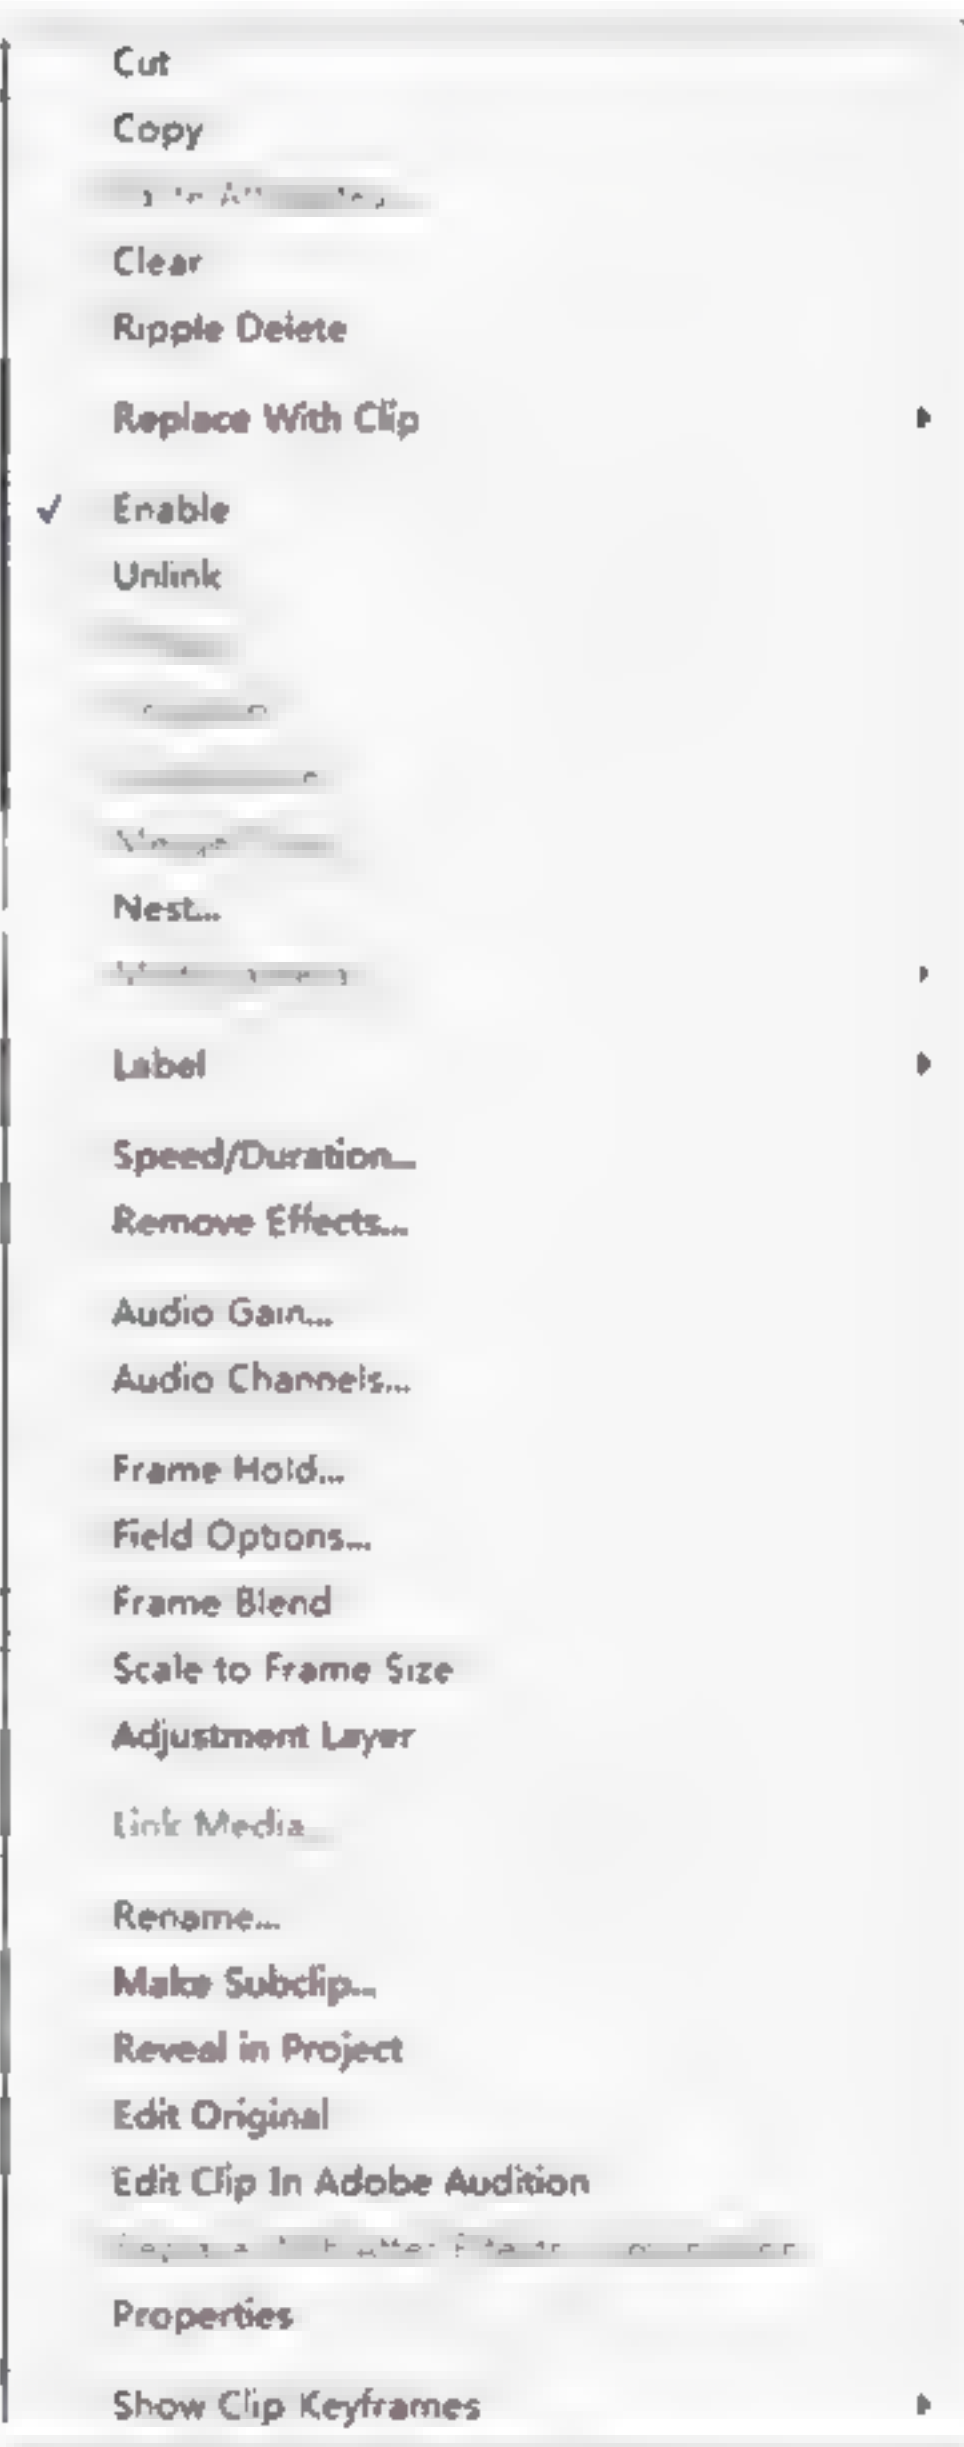 Cut
Copy
Clear
Ripple Delete
Replace With Clip
Enable
Unlink
Nest...
Label
Speed/Duration...
Remove Effects...
Audio Gain...
Audio Channels...
Frame Hold...
Field Options...
Frame Blend
Scale to Frame Size
Adjustment Layer
Link Media...
Rename...
Make Subclip...
Reveal in Project
Edit Original
Edit Clip In Adobe Audition
Properties
Show Clip Keyframes